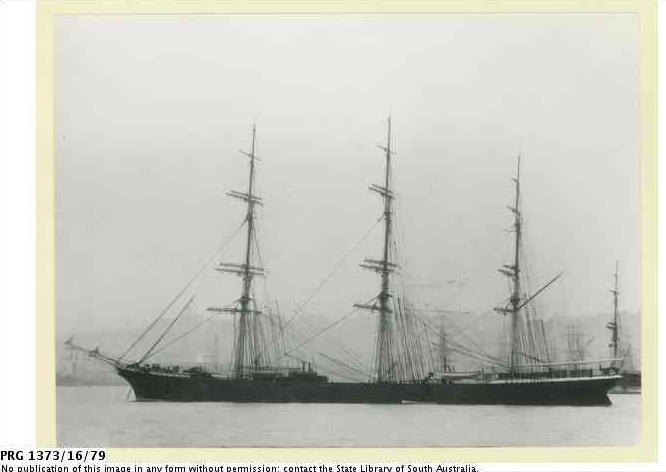 PRG 1373/16/79
No publication of this image in any form without permission: contact the State Library of South Australia.